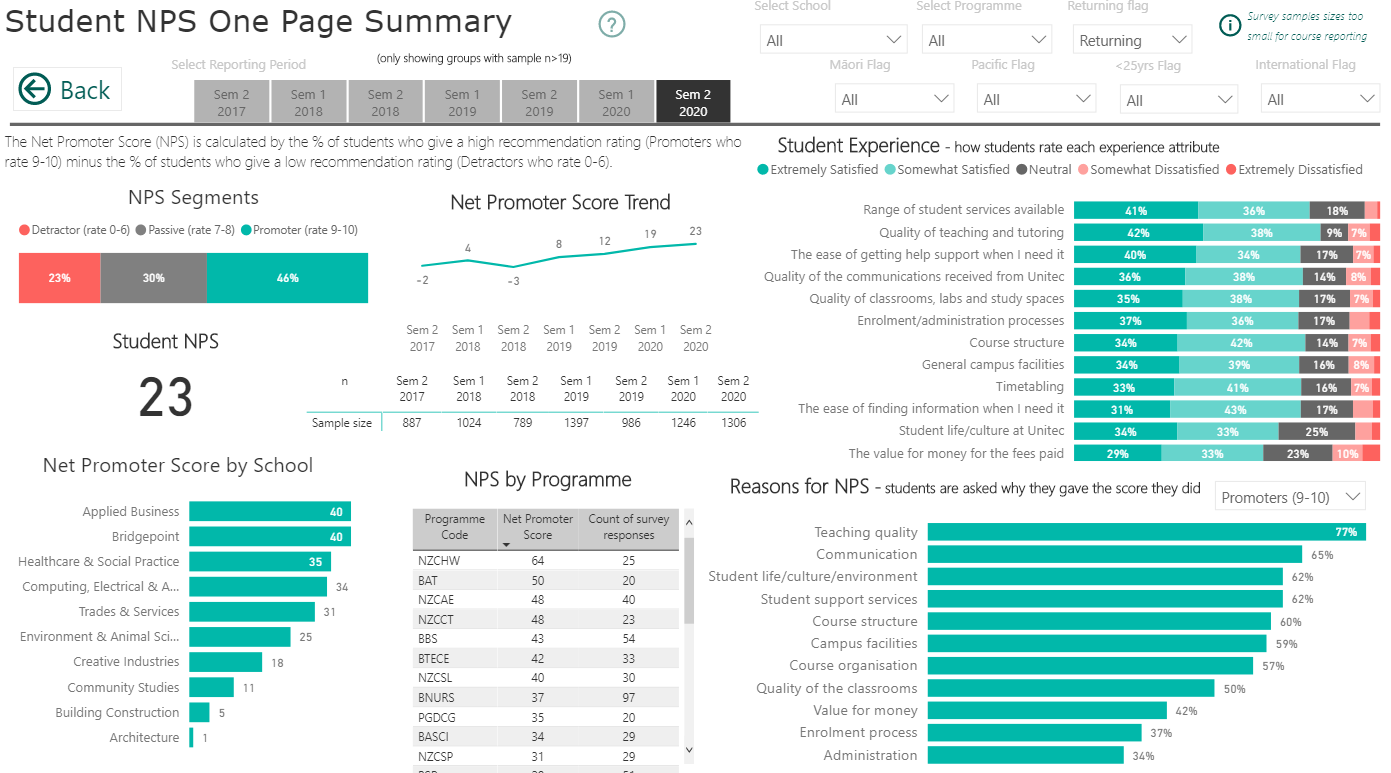 Student NPS One Page Summary
?
Select School
Select Programme
Returning flag
All
All
Returning
i
Survey samples sizes too
small for course reporting
Select Reporting Period
(only showing groups with sample n>19)
Māori Flag
Pacific Flag
<25yrs Flag
International Flag
Back
Sem 2 2017
Sem 1 2018
Sem 2 2018
Sem 1 2019
Sem 2 2019
Sem 1 2020
Sem 2 2020
All
All
All
All
The Net Promoter Score (NPS) is calculated by the % of students who give a high recommendation rating (Promoters who
rate 9-10) minus the % of students who give a low recommendation rating (Detractors who rate 0-6).
NPS Segments
Detractor (rate 0-6) Passive (rate 7-8) Promoter (rate 9-10)
23% 30% 46%
Student NPS
23
Net Promoter Score Trend
-2 4 -3 8 12 19 23
Sem 2 Sem 1 Sem 2 Sem 1 Sem 2 Sem 1 Sem 2
2017 2018 2018 2019 2019 2020 2020
n Sem 2 Sem 1 Sem 2 Sem 1 Sem 2 Sem 1 Sem 2
2017 2018 2018 2019 2019 2020 2020
Sample size 887 1024 789 1397 986 1246 1306
Student Experience - how students rate each experience attribute
Extremely Satisfied Somewhat Satisfied Neutral Somewhat Dissatisfied Extremely Dissatisfied
Range of student services available 41% 36% 18%
Quality of teaching and tutoring 42% 38% 9% 7%
The ease of getting help support when I need it 40% 34% 17% 7%
Quality of the communications received from Unitec 36% 38% 14% 8%
Quality of classrooms, labs and study spaces 35% 38% 17% 7%
Enrolment/administration processes 37% 36% 17%
Course structure 34% 42% 14% 7%
General campus facilities 34% 39% 16% 8%
Timetabling 33% 41% 16% 7%
The ease of finding information when I need it 31% 43% 17%
Student life/culture at Unitec 34% 33% 25%
The value for money for the fees paid 29% 33% 23% 10%
Net Promoter Score by School
Applied Business 40
Bridgepoint 40
Healthcare & Social Practice 35
Computing, Electrical & A... 34
Trades & Services 31
Environment & Animal Sci... 25
Creative Industries 18
Community Studies 11
Building Construction 5
Architecture 1
NPS by Programme
Programme Net Promoter Count of survey
Code Score responses
NZCHW 64 25
BAT 50 20
NZCAE 48 40
NZCCT 48 23
BBS 43 54
BTECE 42 33
NZCSL 40 30
BNURS 37 97
PGDCG 35 20
BASCI 34 29
NZCSP 31 29
Reasons for NPS - students are asked why they gave the score they did
Promoters (9-10)
Teaching quality 77%
Communication 65%
Student life/culture/environment 62%
Student support services 62%
Course structure 60%
Campus facilities 59%
Course organisation 57%
Quality of the classrooms 50%
Value for money 42%
Enrolment process 37%
Administration 34%